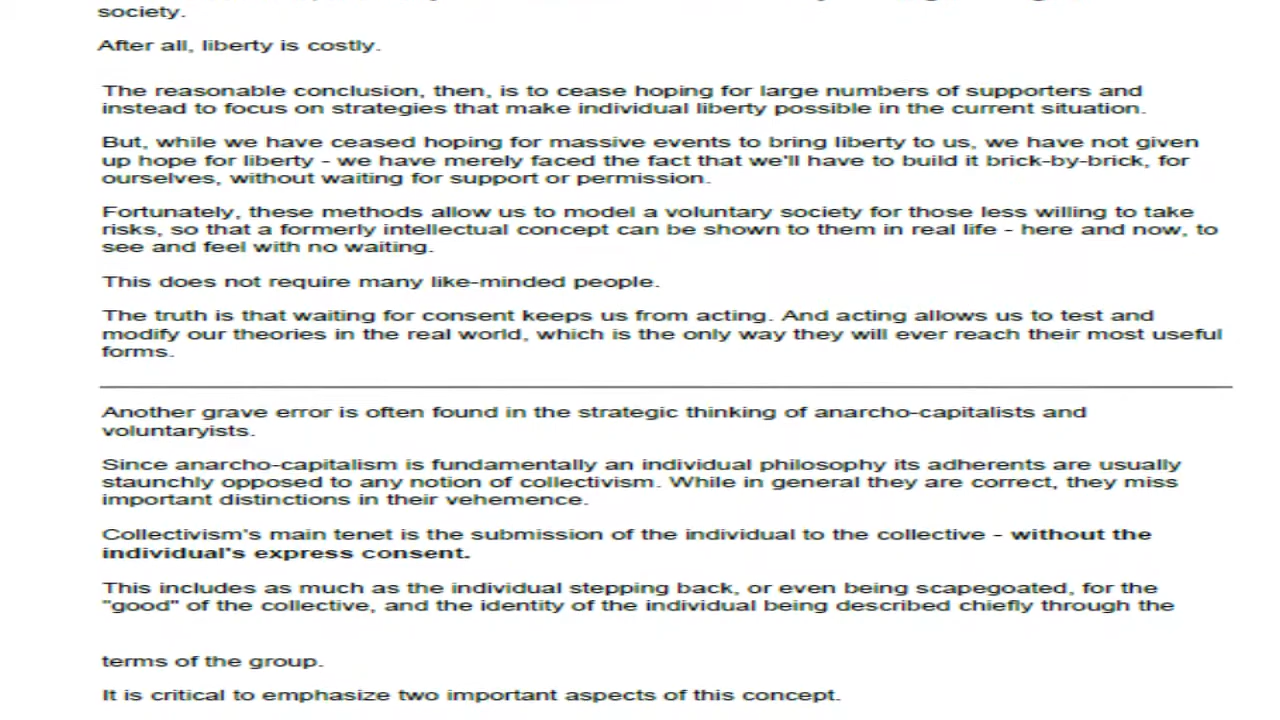 society.
After all, liberty is costly.
The reasonable conclusion, then, is to cease hoping for large numbers of supporters and
instead to focus on strategies that make individual liberty possible in the current situation.
But, while we have ceased hoping for massive events to bring liberty to us, we have not given
up hope for liberty - we have merely faced the fact that we'll have to build it brick-by-brick, for
ourselves, without waiting for support or permission.
Fortunately, these methods allow us to model a voluntary society for those less willing to take
risks, so that a formerly intellectual concept can be shown to them in real life - here and now, to
see and feel with no waiting.
This does not require many like-minded people.
The truth is that waiting for consent keeps us from acting. And acting allows us to test and
modify our theories in the real world, which is the only way they will ever reach their most useful
forms.
Another grave error is often found in the strategic thinking of anarcho-capitalists and
voluntaryists.
Since anarcho-capitalism is fundamentally an individual philosophy its adherents are usually
staunchly opposed to any notion of collectivism. While in general they are correct, they miss
important distinctions in their vehemence.
Collectivism's main tenet is the submission of the individual to the collective - without the
individual's express consent.
This includes as much as the individual stepping back, or even being scapegoated, for the
"good" of the collective, and the identity of the individual being described chiefly through the
terms of the group.
It is critical to emphasize two important aspects of this concept.